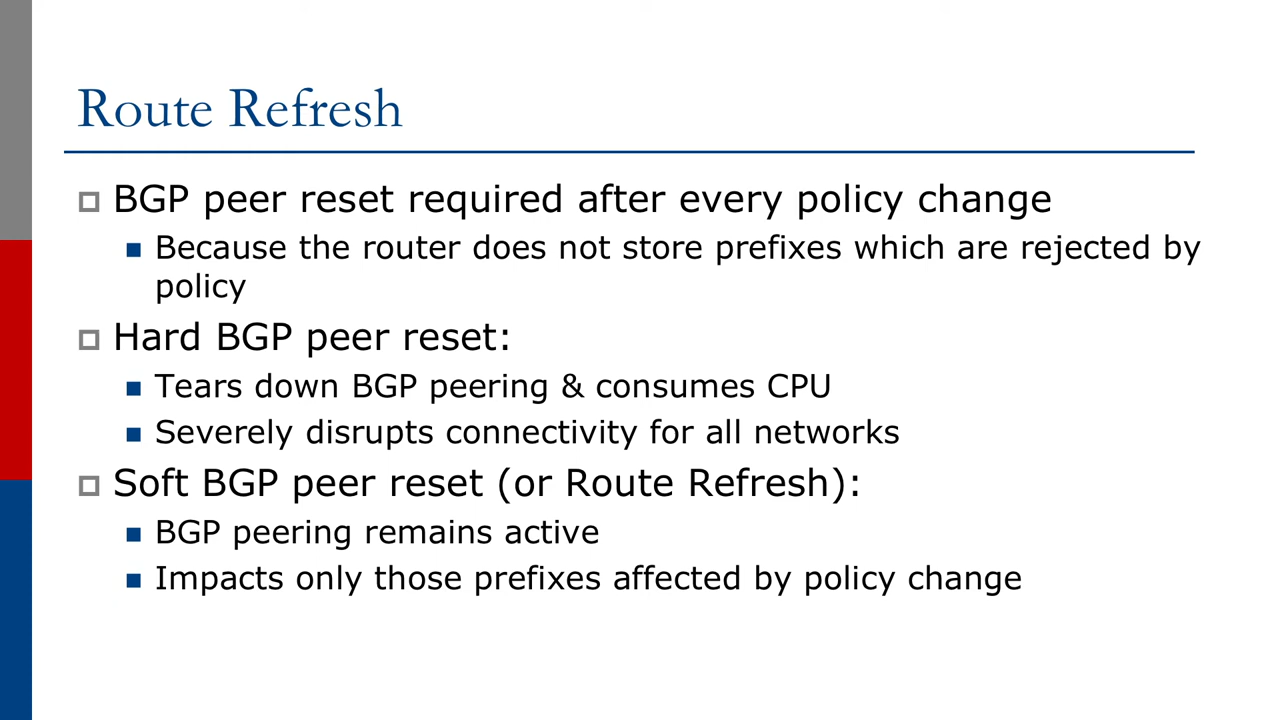 Route Refresh
BGP peer reset required after every policy change
Because the router does not store prefixes which are rejected by
policy
Hard BGP peer reset:
Tears down BGP peering & consumes CPU
Severely disrupts connectivity for all networks
Soft BGP peer reset (or Route Refresh):
BGP peering remains active
Impacts only those prefixes affected by policy change